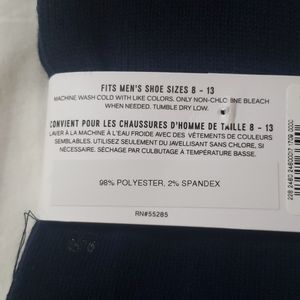 FITS MEN'S SHOE SIZES 8 - 13
MACHINE WASH COLD WITH LIKE COLORS. ONLY NON-CHLORINE BLEACH
WHEN NEEDED. TUMBLE DRY LOW.
CONVIENT POUR LES CHAUSSURES D'HOMME DE TAILLE 8 - 13
LAVER À LA MACHINE À L'EAU FROIDE AVEC DES VÊTEMENTS DE COULEURS
SEMBLABLES. UTILISEZ SEULEMENT DU JAVELLISANT SANS CHLORE, SI
NÉCESSAIRE. SÉCHAGE PAR CULBUTAGE À TEMPÉRATURE BASSE.
98% POLYESTER, 2% SPANDEX
RN#55285